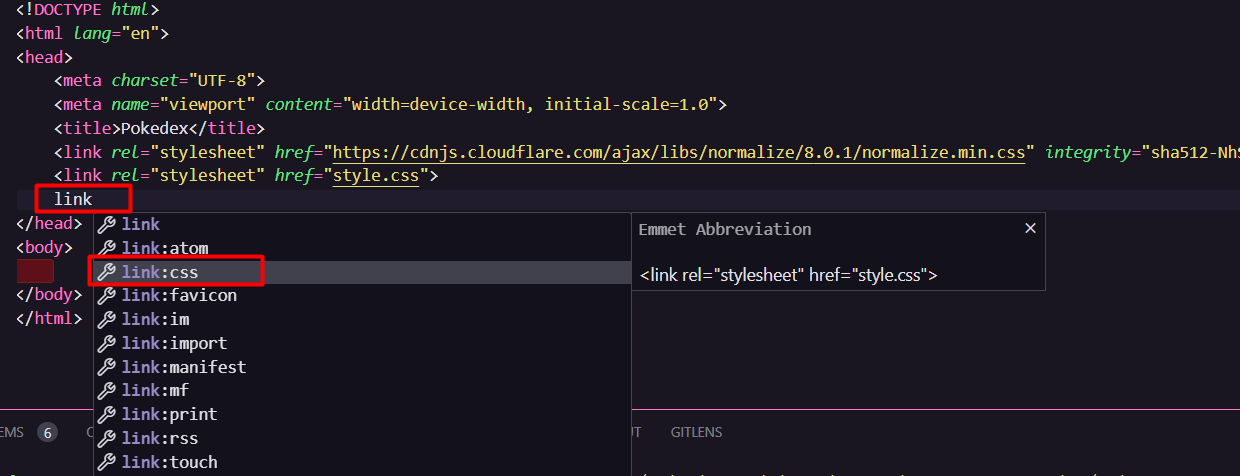 <!DOCTYPE html>
<html lang="en">
<head>
<meta charset="UTF-8">
<meta name="viewport" content="width=device-width, initial-scale=1.0">
<title>Pokedex</title>
<link rel="stylesheet" href="https://cdnjs.cloudflare.com/ajax/libs/normalize/8.0.1/normalize.min.css" integrity="sha512-NhS
<link rel="stylesheet" href="style.css">
link
</head>
<body>
</body>
</html>
link
link:atom
link:css
link:favicon
link:im
link:import
link:manifest
link:mf
link:print
link:rss
link:touch
Emmet Abbreviation
<link rel="stylesheet" href="style.css">
EMS 6
GITLENS